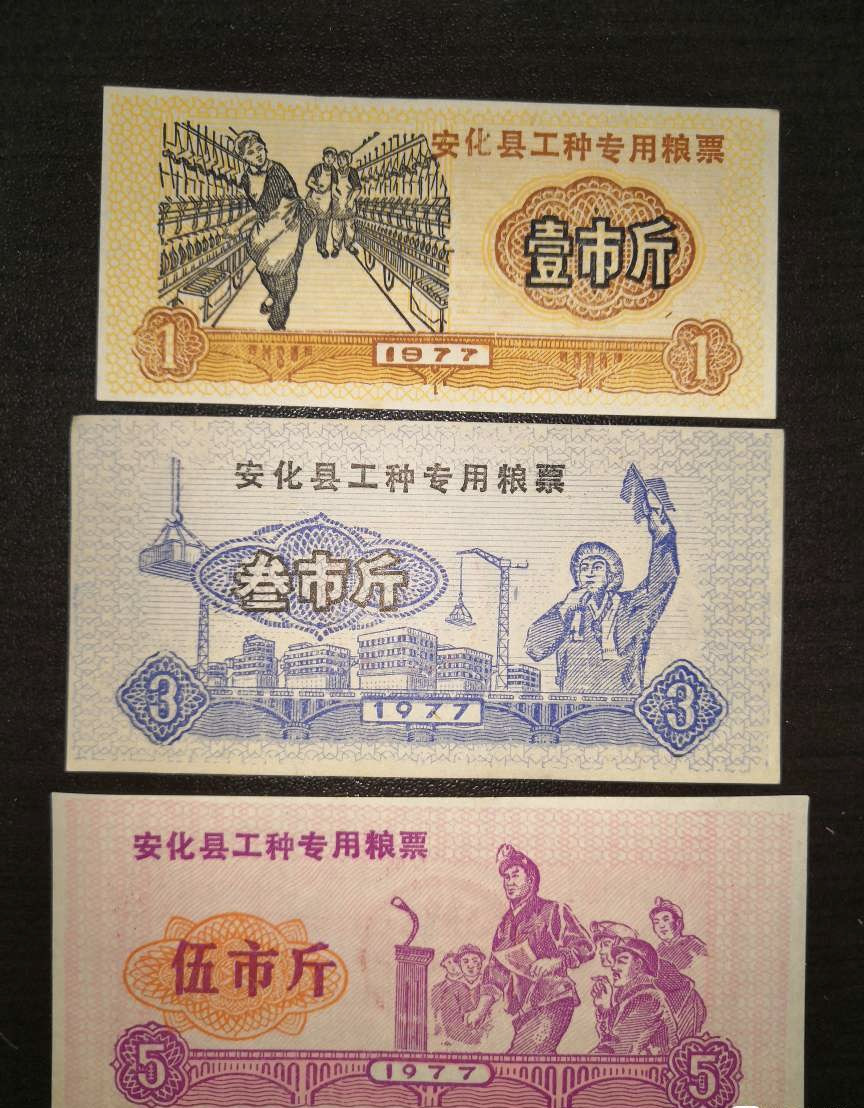 安化县工种专用粮票
壹市斤
1 1977 1
安化县工种专用粮票
叁市斤
3 1977 3
安化县工种专用粮票
伍市斤
5 1977 5